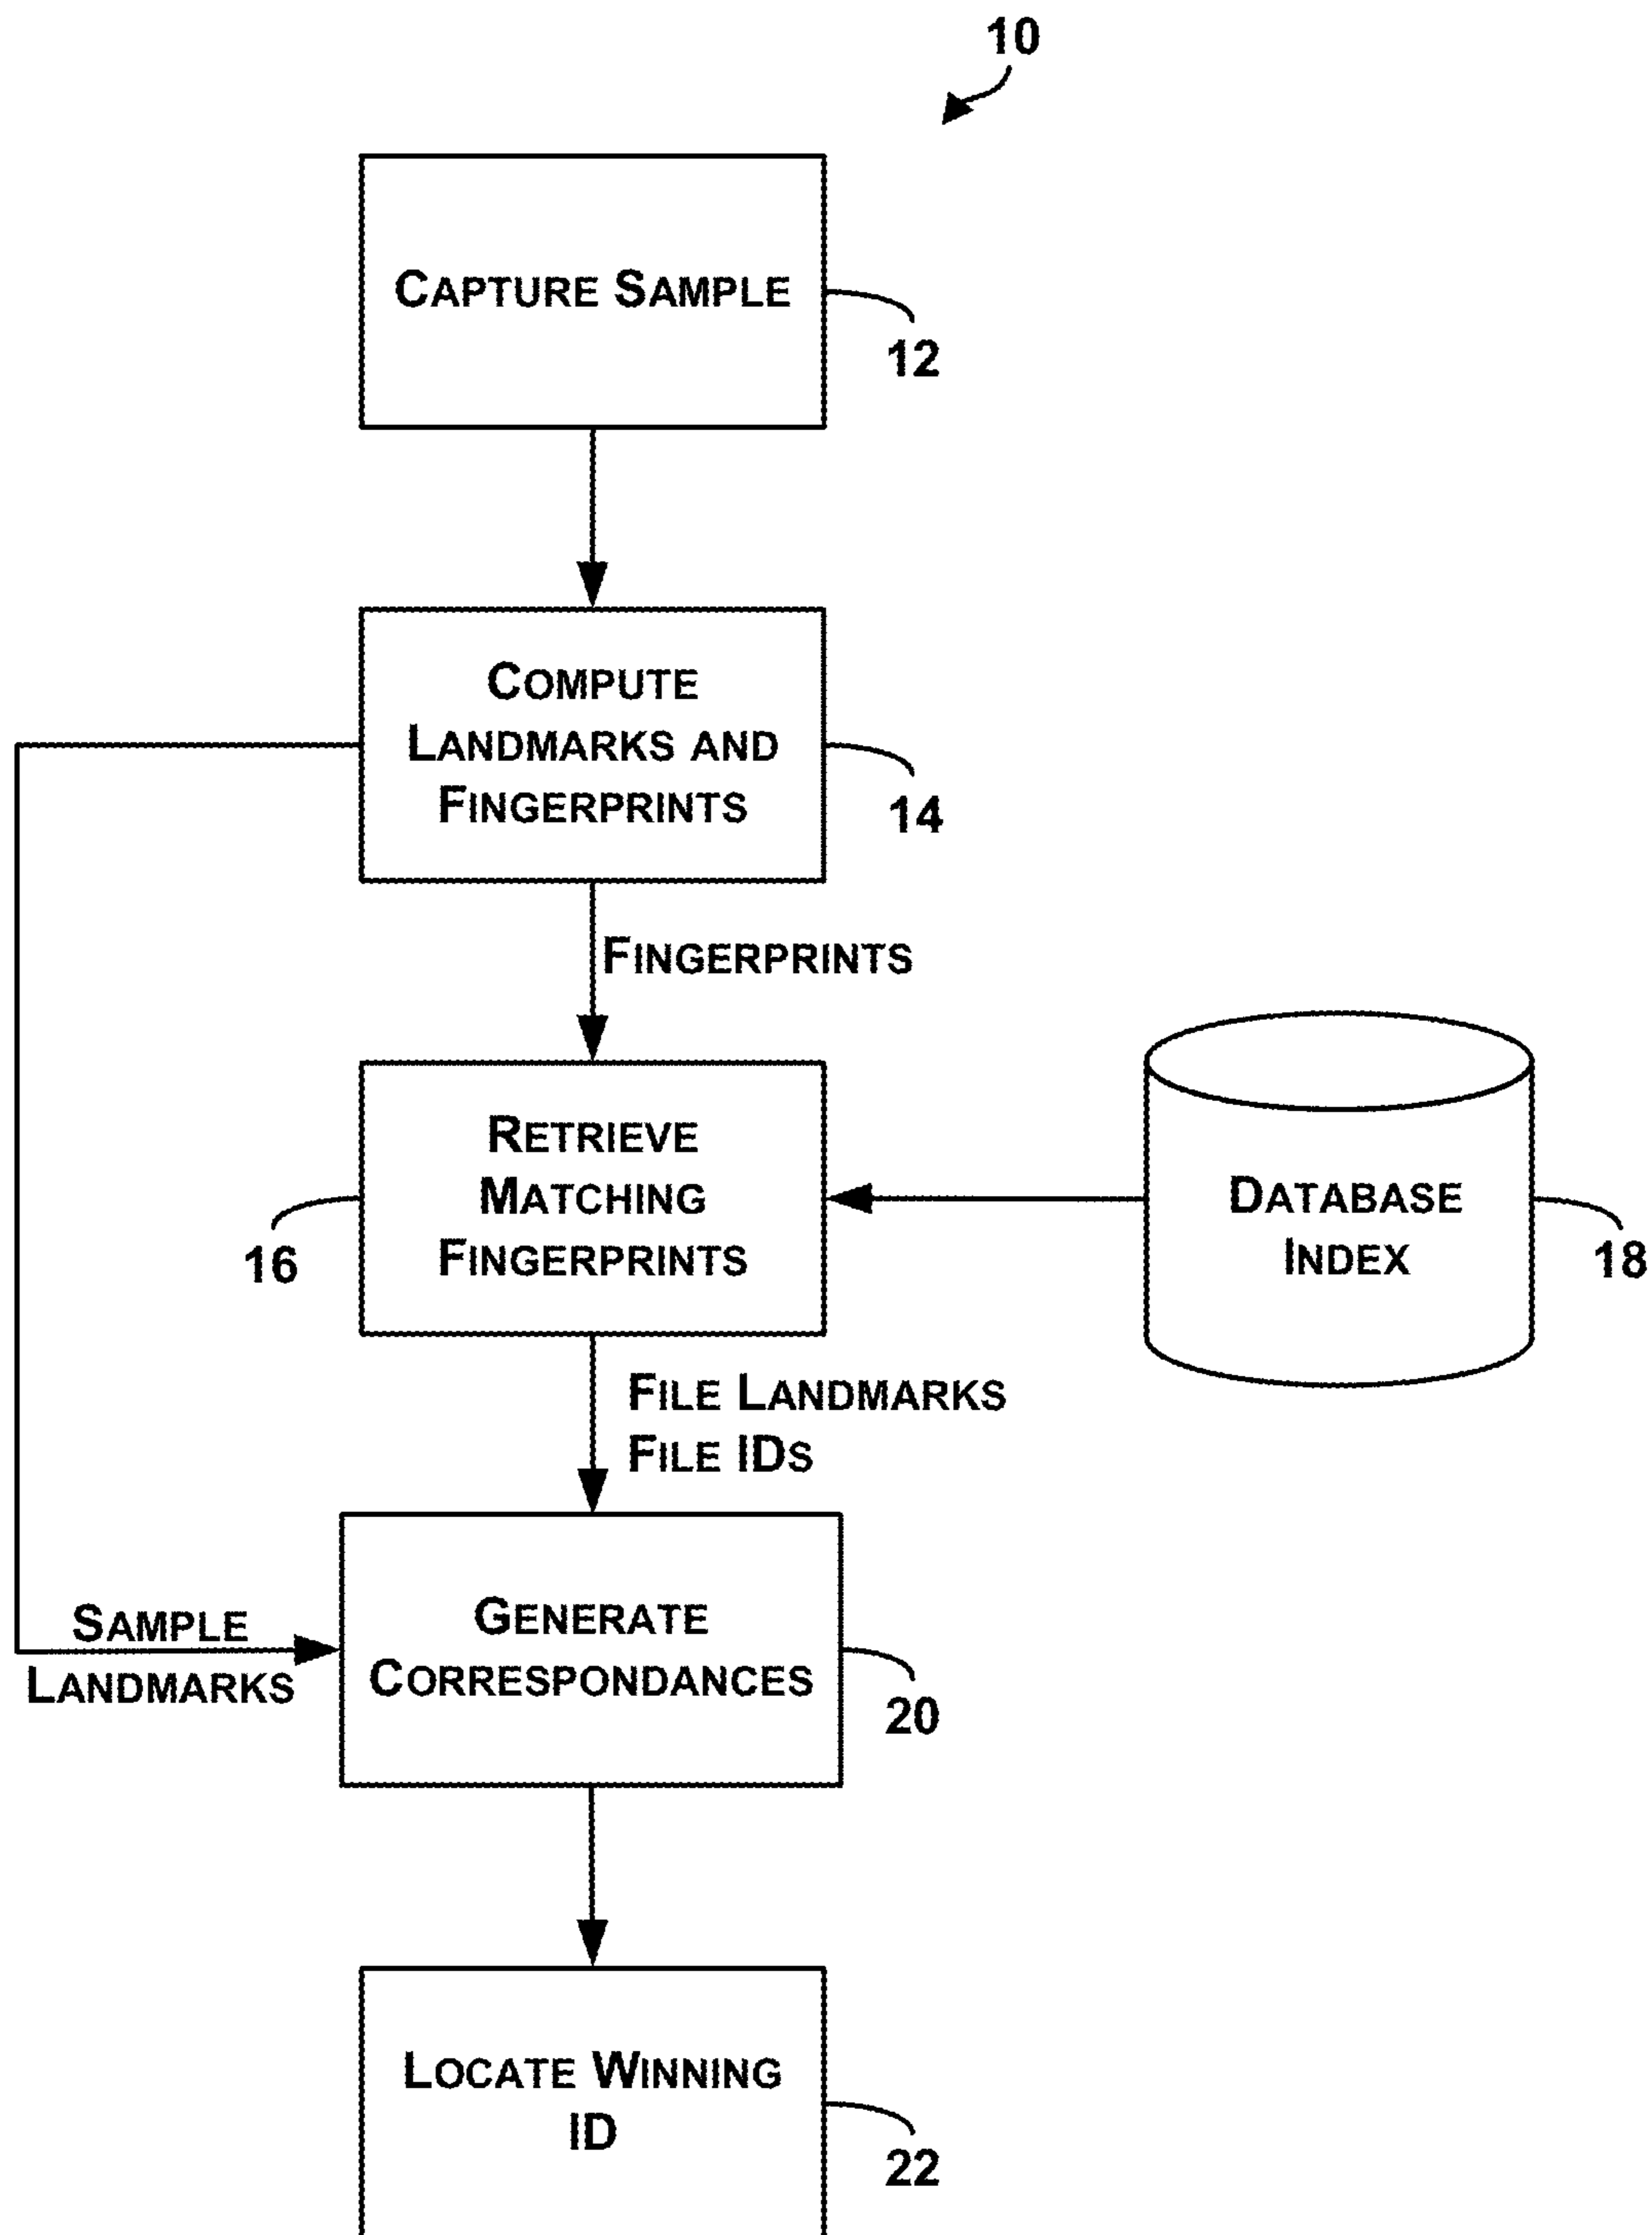 10
CAPTURE SAMPLE
12
COMPUTE
LANDMARKS AND
FINGERPRINTS
14
FINGERPRINTS
RETRIEVE
MATCHING
FINGERPRINTS
16
DATABASE
INDEX
18
FILE LANDMARKS
FILE IDS
SAMPLE
LANDMARKS
GENERATE
CORRESPONDANCES
20
LOCATE WINNING
ID
22